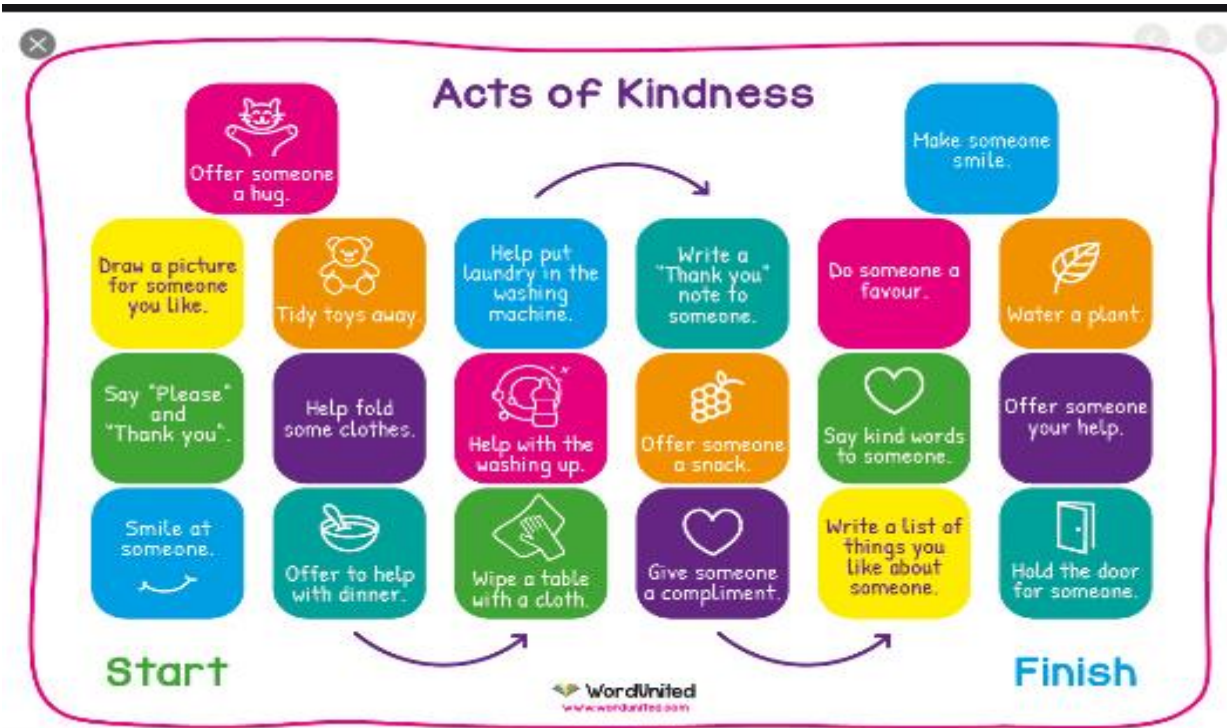 Acts of Kindness
Offer someone
a hug.
Make someone
smile.
Draw a picture
for someone
you like.
Tidy toys away.
Help put
laundry in the
washing
machine.
Write a
"Thank you"
note to
someone.
Do someone a
favour.
Water a plant.
Say "Please"
and
"Thank you".
Help fold
some clothes.
Help with the
washing up.
Offer someone
a snack.
Say kind words
to someone.
Offer someone
your help.
Smile at
someone.
Offer to help
with dinner.
Wipe a table
with a cloth.
Give someone
a compliment.
Write a list of
things you
like about
someone.
Hold the door
for someone.
Start
Finish
WordUnited
www.wordunited.com